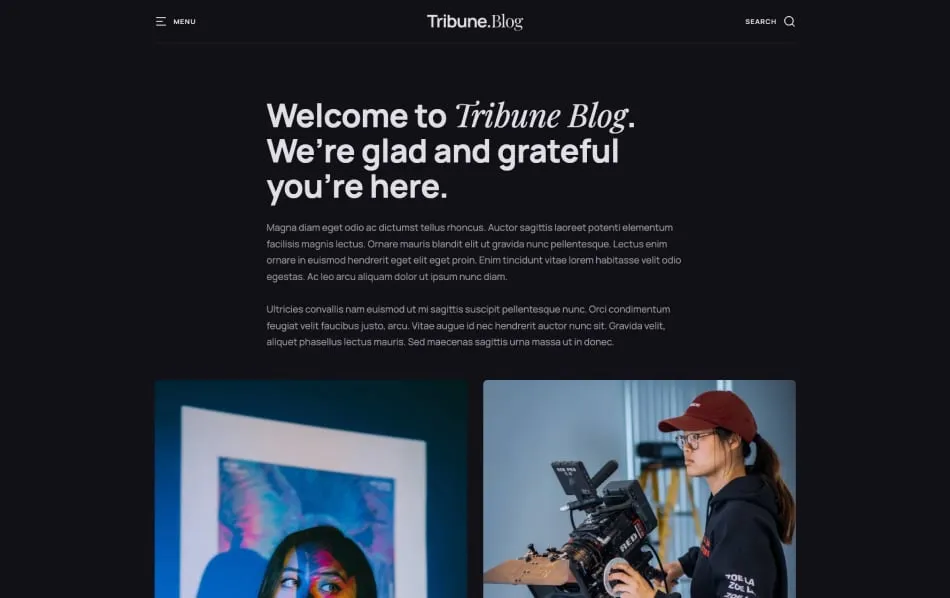 MENU
Tribune.Blog
SEARCH
Welcome to Tribune Blog.
We’re glad and grateful
you’re here.
Magna diam eget odio ac dictumst tellus rhoncus. Auctor sagittis laoreet potenti elementum
facilisis magnis lectus. Ornare mauris blandit elit ut gravida nunc pellentesque. Lectus enim
ornare in euismod hendrerit eget elit eget proin. Enim tincidunt vitae lorem habitasse velit odio
egestas. Ac leo arcu aliquam dolor ut ipsum nunc diam.
Ultricies convallis nam euismod ut mi sagittis suscipit pellentesque nunc. Orci condimentum
feugiat velit faucibus justo, arcu. Vitae augue id nec hendrerit auctor nunc sit. Gravida velit,
aliquet phasellus lectus mauris. Sed maecenas sagittis urna massa ut in donec.
RED